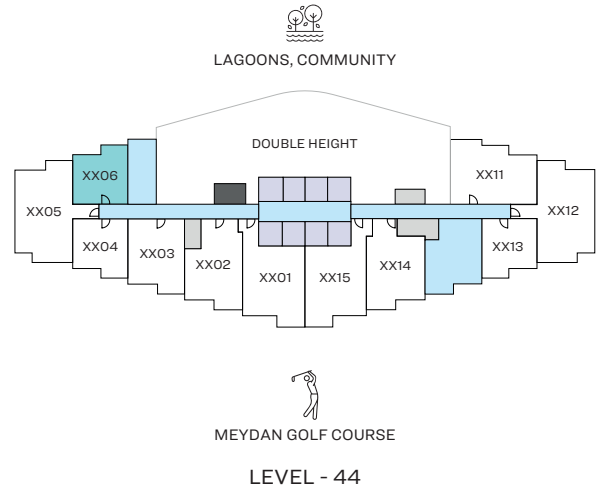 LAGOONS, COMMUNITY
DOUBLE HEIGHT
XX06
XX11
XX05
XX12
XX04
XX03
XX02
XX01
XX15
XX14
XX13
MEYDAN GOLF COURSE
LEVEL - 44